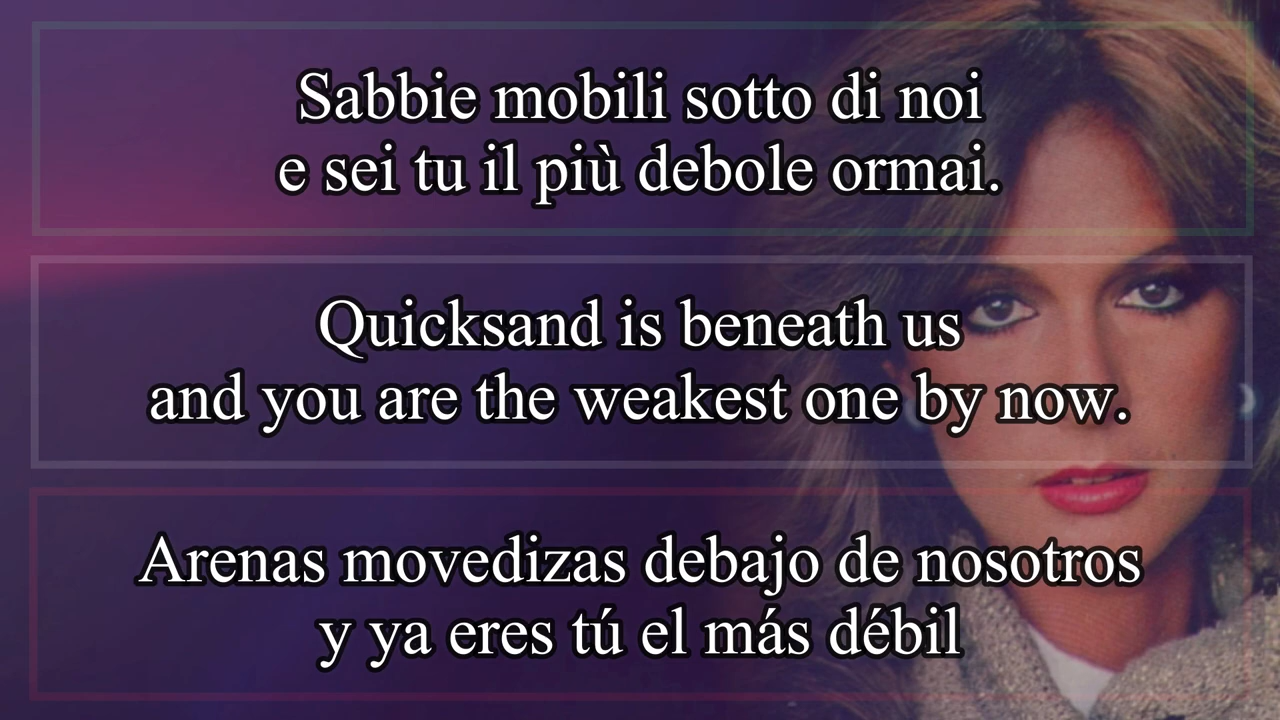 Sabbie mobili sotto di noi
e sei tu il più debole ormai.
Quicksand is beneath us
and you are the weakest one by now.
Arenas movedizas debajo de nosotros
y ya eres tú el más débil